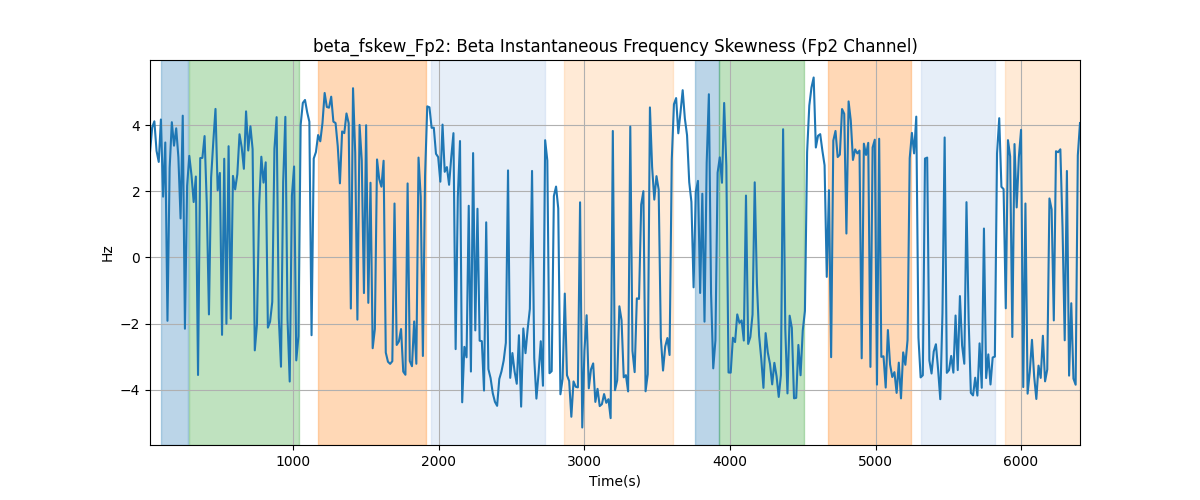 beta_fskew_Fp2: Beta Instantaneous Frequency Skewness (Fp2 Channel)
Hz
4
2
0
−2
−4
1000 2000 3000 4000 5000 6000
Time(s)